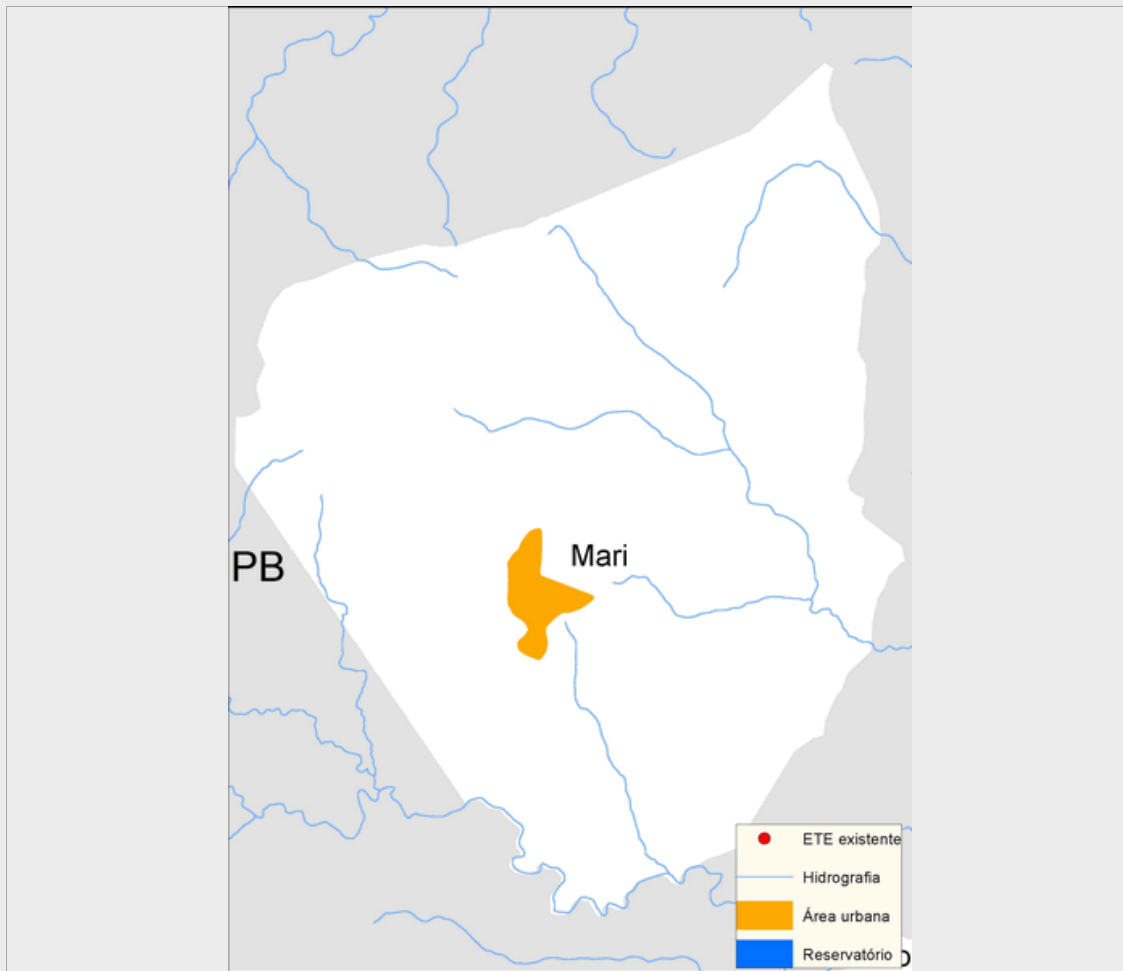 Mari
PB
ETE existente
Hidrografia
Área urbana
Reservatório